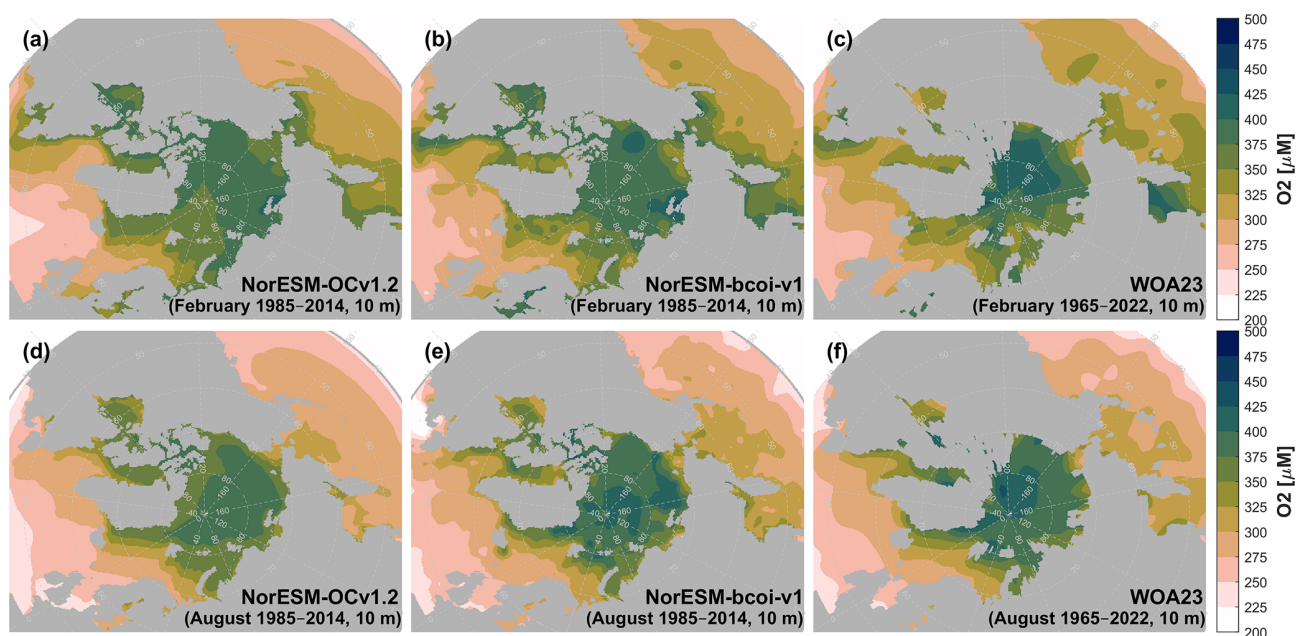 (a)
NorESM-OCv1.2
(February 1985–2014, 10 m)
(b)
NorESM-bcoi-v1
(February 1985–2014, 10 m)
(c)
WOA23
(February 1965–2022, 10 m)
500
475
450
425
400
375
350
325
300
275
250
225
200
O2 [μM]
(d)
NorESM-OCv1.2
(August 1985–2014, 10 m)
(e)
NorESM-bcoi-v1
(August 1985–2014, 10 m)
(f)
WOA23
(August 1965–2022, 10 m)
500
475
450
425
400
375
350
325
300
275
250
225
200
O2 [μM]